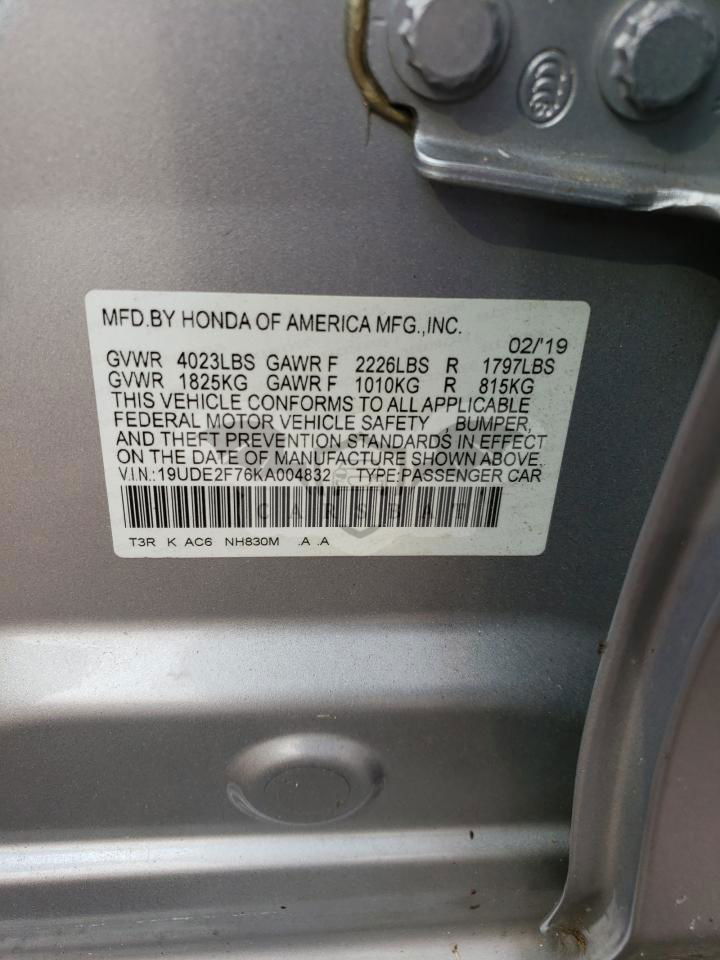 MFD.BY HONDA OF AMERICA MFG.,INC.
02/'19
GVWR 4023LBS GAWR F 2226LBS R 1797LBS
GVWR 1825KG GAWR F 1010KG R 815KG
THIS VEHICLE CONFORMS TO ALL APPLICABLE
FEDERAL MOTOR VEHICLE SAFETY , BUMPER,
AND THEFT PREVENTION STANDARDS IN EFFECT
ON THE DATE OF MANUFACTURE SHOWN ABOVE.
V.I.N.:19UDE2F76KA004832 TYPE:PASSENGER CAR
T3R K AC6 NH830M .A .A